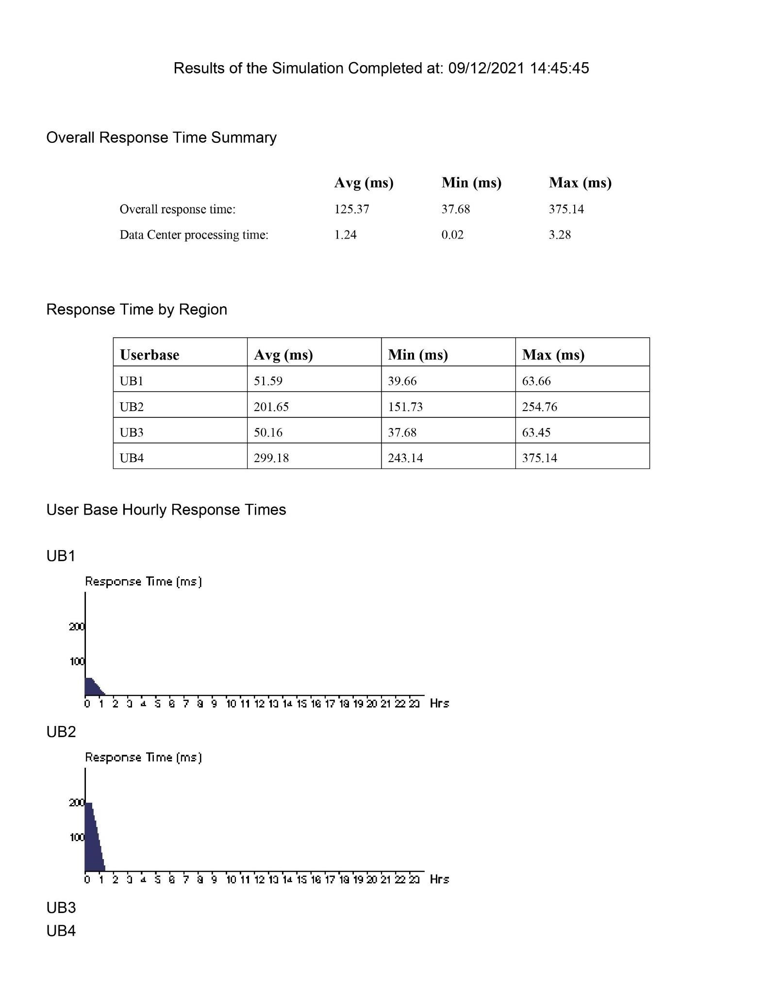 Results of the Simulation Completed at: 09/12/2021 14:45:45
Overall Response Time Summary
Avg (ms) Min (ms) Max (ms)
Overall response time: 125.37 37.68 375.14
Data Center processing time: 1.24 0.02 3.28
Response Time by Region
Userbase Avg (ms) Min (ms) Max (ms)
UB1 51.59 39.66 63.66
UB2 201.65 151.73 254.76
UB3 50.16 37.68 63.45
UB4 299.18 243.14 375.14
User Base Hourly Response Times
UB1
Response Time (ms)
200
100
0 1 2 3 4 5 6 7 8 9 10 11 12 13 14 15 16 17 18 19 20 21 22 23 Hrs
UB2
Response Time (ms)
200
100
0 1 2 3 4 5 6 7 8 9 10 11 12 13 14 15 16 17 18 19 20 21 22 23 Hrs
UB3
UB4